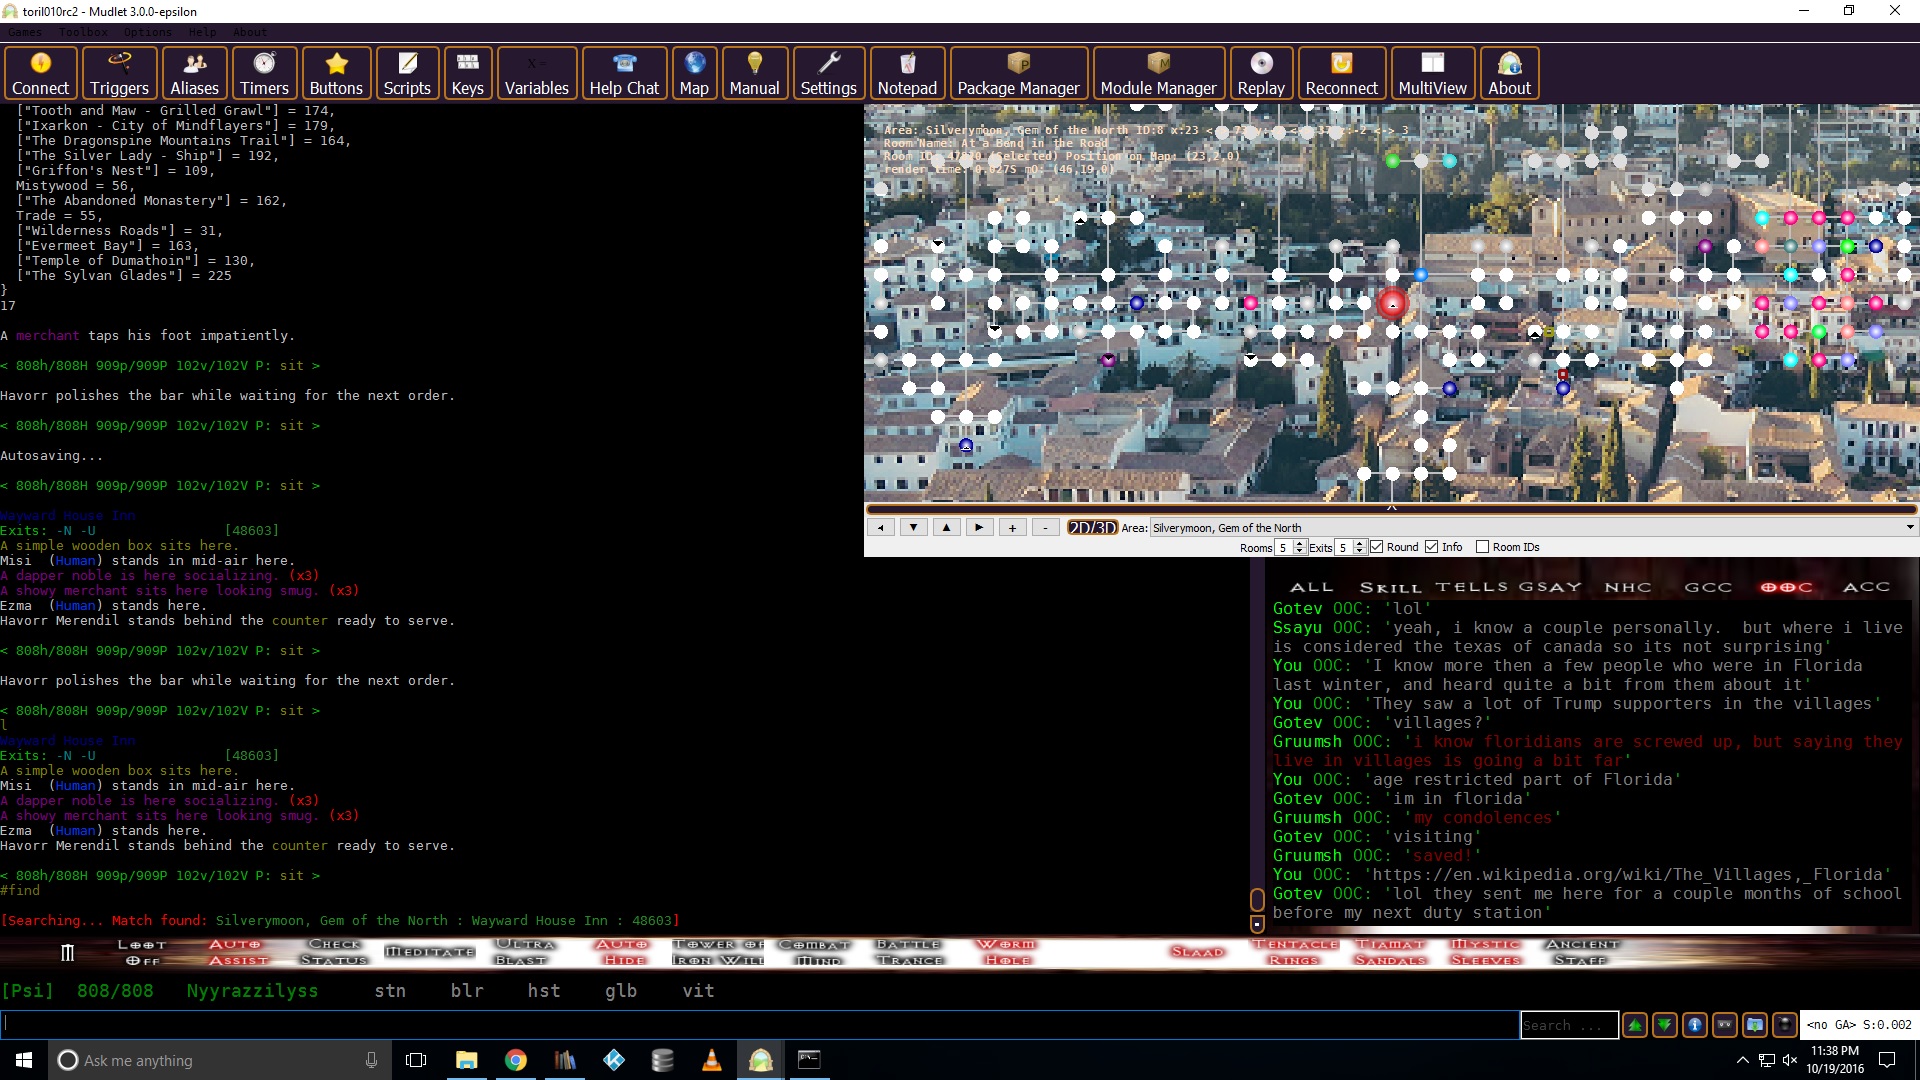 toril010rc2 - Mudlet 3.0.0-epsilon
Games Toolbox Options Help About
Connect Triggers Aliases Timers Buttons Scripts Keys Variables Help Chat Map Manual Settings Notepad Package Manager Module Manager Replay Reconnect MultiView About
["Tooth and Maw - Grilled Grawl"] = 174,
["Ixarkon - City of Mindflayers"] = 179,
["The Dragonspine Mountains Trail"] = 164,
["The Silver Lady - Ship"] = 192,
["Griffon's Nest"] = 109,
Mistywood = 56,
["The Abandoned Monastery"] = 162,
Trade = 55,
["Wilderness Roads"] = 31,
["Evermeet Bay"] = 163,
["Temple of Dumathoin"] = 130,
["The Sylvan Glades"] = 225
}
17
A merchant taps his foot impatiently.
< 808h/808H 909p/909P 102v/102V P: sit >
Havorr polishes the bar while waiting for the next order.
< 808h/808H 909p/909P 102v/102V P: sit >
Autosaving...
< 808h/808H 909p/909P 102v/102V P: sit >
Wayward House Inn
Exits: -N -U [48603]
A simple wooden box sits here.
Misi (Human) stands in mid-air here.
A dapper noble is here socializing. (x3)
A showy merchant sits here looking smug. (x3)
Ezma (Human) stands here.
Havorr Merendil stands behind the counter ready to serve.
< 808h/808H 909p/909P 102v/102V P: sit >
Havorr polishes the bar while waiting for the next order.
< 808h/808H 909p/909P 102v/102V P: sit >
l
Wayward House Inn
Exits: -N -U [48603]
A simple wooden box sits here.
Misi (Human) stands in mid-air here.
A dapper noble is here socializing. (x3)
A showy merchant sits here looking smug. (x3)
Ezma (Human) stands here.
Havorr Merendil stands behind the counter ready to serve.
< 808h/808H 909p/909P 102v/102V P: sit >
#find
[Searching... Match found: Silverymoon, Gem of the North : Wayward House Inn : 48603]
Area: Silverymoon, Gem of the North ID:8 x:23 <
Room Name: At a Bend in the Road
(Selected) Position on Map: (23,2,0)
render time:
2D/3D Area: Silverymoon, Gem of the North
Rooms 5 Exits 5 Round Info Room IDs
ALL SKILL TELLS GSAY NHC GCC OOC ACC
Gotev OOC: 'lol'
Ssayu OOC: 'yeah, i know a couple personally. but where i live
is considered the texas of canada so its not surprising'
You OOC: 'I know more then a few people who were in Florida
last winter, and heard quite a bit from them about it'
You OOC: 'They saw a lot of Trump supporters in the villages'
Gotev OOC: 'villages?'
Gruumsh OOC: 'i know floridians are screwed up, but saying they
live in villages is going a bit far'
You OOC: 'age restricted part of Florida'
Gotev OOC: 'im in florida'
Gruumsh OOC: 'my condolences'
Gotev OOC: 'visiting'
Gruumsh OOC: 'saved!'
You OOC: 'https://en.wikipedia.org/wiki/The_Villages,_Florida'
Gotev OOC: 'lol they sent me here for a couple months of school
before my next duty station'
LOOT OFF AUTO ASSIST CHECK STATUS MEDITATE ULTRA BLAST AUTO HIDE TOWER OF IRON WILL COMBAT MIND BATTLE TRANCE WORM HOLE SLAAD TENTACLE RINGS TIAMAT SANDALS MYSTIC SLEEVES ANCIENT STAFF
[Psi] 808/808 Nyyrazzilyss stn blr hst glb vit
Search ...
<no GA> S:0.002
Ask me anything
11:38 PM
10/19/2016